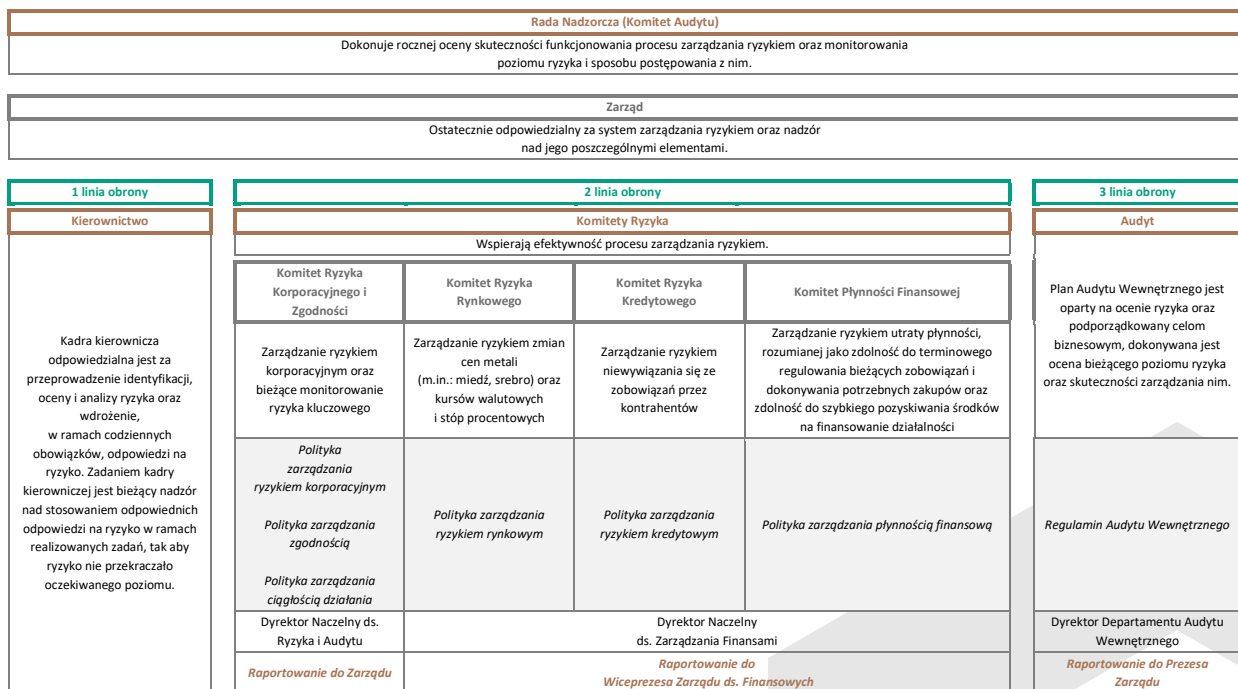 Rada Nadzorcza (Komitet Audytu)
Dokonuje rocznej oceny skuteczności funkcjonowania procesu zarządzania ryzykiem oraz monitorowania
poziomu ryzyka i sposobu postępowania z nim.
Zarząd
Ostatecznie odpowiedzialny za system zarządzania ryzykiem oraz nadzór
nad jego poszczególnymi elementami.
1 linia obrony
Kierownictwo
Kadra kierownicza
odpowiedzialna jest za
przeprowadzenie identyfikacji,
oceny i analizy ryzyka oraz
wdrożenie,
w ramach codziennych
obowiązków, odpowiedzi na
ryzyko. Zadaniem kadry
kierowniczej jest bieżący nadzór
nad stosowaniem odpowiednich
odpowiedzi na ryzyko w ramach
realizowanych zadań, tak aby
ryzyko nie przekraczało
oczekiwanego poziomu.
2 linia obrony
Komitety Ryzyka
Wspierają efektywność procesu zarządzania ryzykiem.
Komitet Ryzyka
Korporacyjnego i
Zgodności
Komitet Ryzyka
Rynkowego
Komitet Ryzyka
Kredytowego
Komitet Płynności Finansowej
Zarządzanie ryzykiem
korporacyjnym oraz
bieżące monitorowanie
ryzyka kluczowego
Zarządzanie ryzykiem zmian
cen metali
(m.in.: miedź, srebro) oraz
kursów walutowych
i stóp procentowych
Zarządzanie ryzykiem
niewywiązania się ze
zobowiązań przez
kontrahentów
Zarządzanie ryzykiem utraty płynności,
rozumianej jako zdolność do terminowego
regulowania bieżących zobowiązań i
dokonywania potrzebnych zakupów oraz
zdolność do szybkiego pozyskiwania środków
na finansowanie działalności
Polityka
zarządzania
ryzykiem korporacyjnym
Polityka zarządzania
zgodnością
Polityka zarządzania
ciągłością działania
Polityka zarządzania
ryzykiem rynkowym
Polityka zarządzania
ryzykiem kredytowym
Polityka zarządzania płynnością finansową
Dyrektor Naczelny ds.
Ryzyka i Audytu
Dyrektor Naczelny
ds. Zarządzania Finansami
Raportowanie do Zarządu
Raportowanie do
Wiceprezesa Zarządu ds. Finansowych
3 linia obrony
Audyt
Plan Audytu Wewnętrznego jest
oparty na ocenie ryzyka oraz
podporządkowany celom
biznesowym, dokonywana jest
ocena bieżącego poziomu ryzyka
oraz skuteczności zarządzania nim.
Regulamin Audytu Wewnętrznego
Dyrektor Departamentu Audytu
Wewnętrznego
Raportowanie do Prezesa
Zarządu